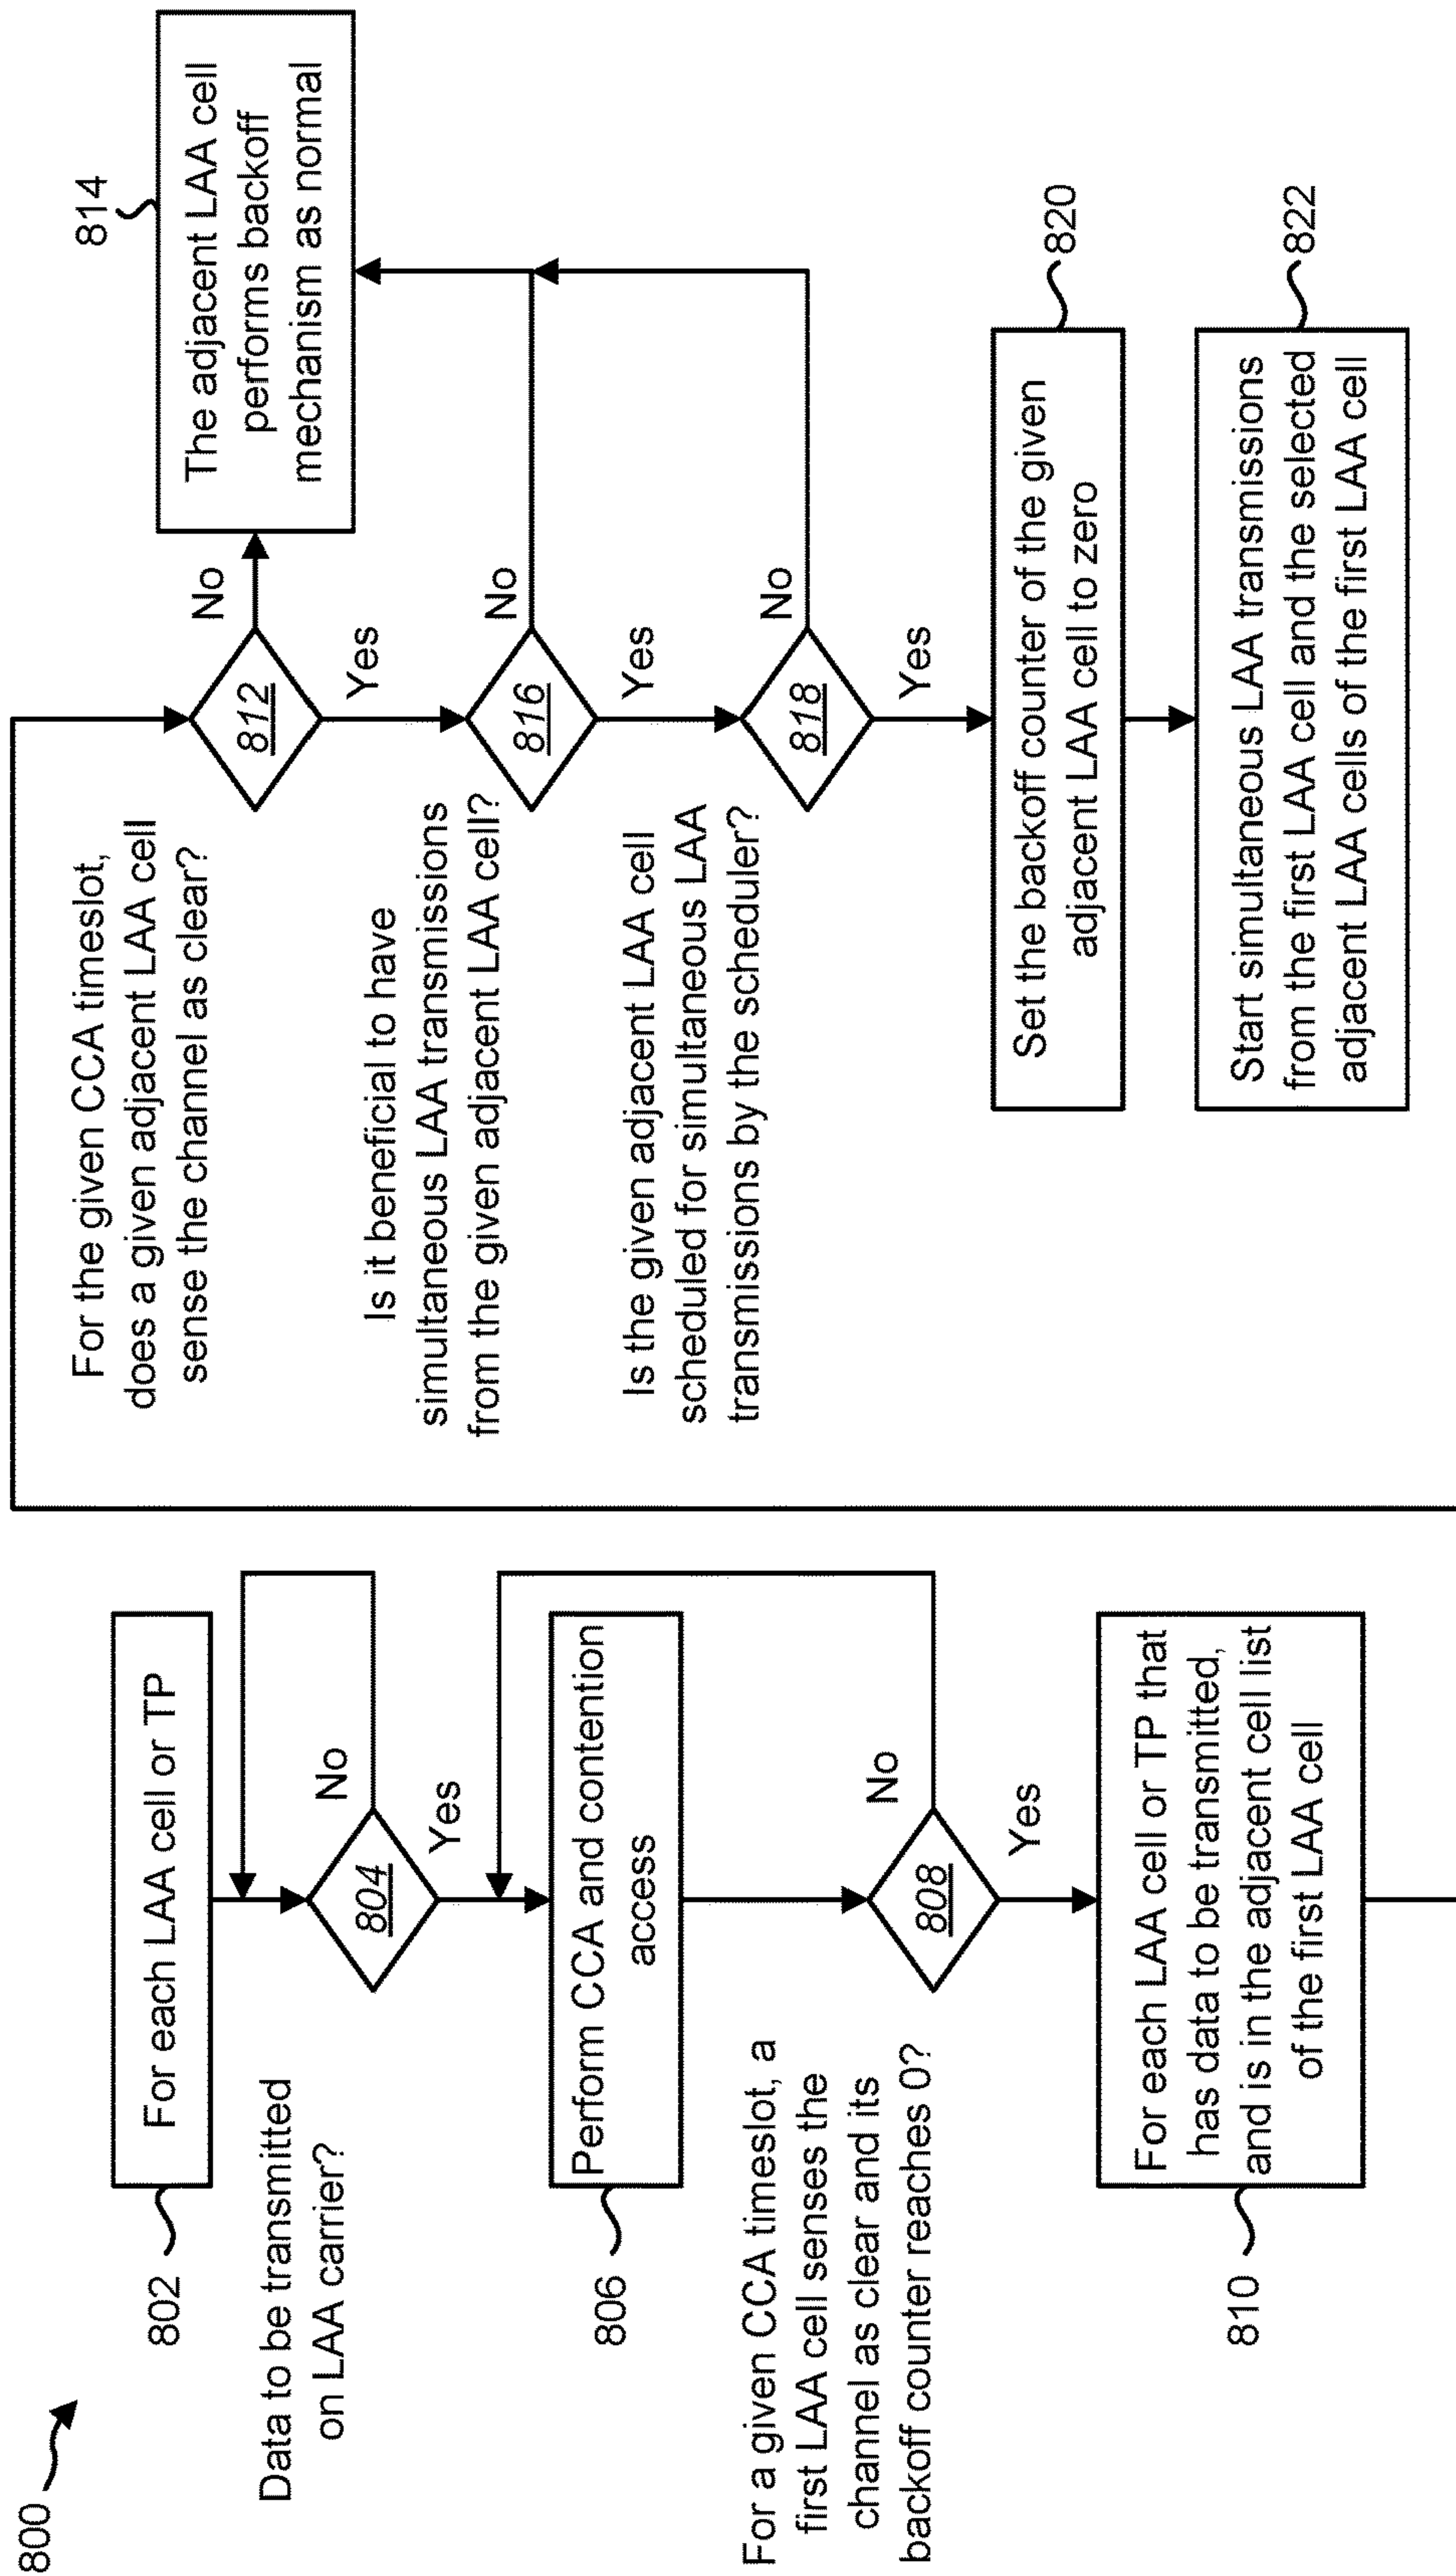 800
802
For each LAA cell or TP
Data to be transmitted
on LAA carrier?
804
No
Yes
806
Perform CCA and contention
access
For a given CCA timeslot, a
first LAA cell senses the
channel as clear and its
backoff counter reaches 0?
808
No
Yes
810
For each LAA cell or TP that
has data to be transmitted,
and is in the adjacent cell list
of the first LAA cell
For the given CCA timeslot,
does a given adjacent LAA cell
sense the channel as clear?
812
No
Yes
814
The adjacent LAA cell
performs backoff
mechanism as normal
Is it beneficial to have
simultaneous LAA transmissions
from the given adjacent LAA cell?
816
No
Yes
Is the given adjacent LAA cell
scheduled for simultaneous LAA
transmissions by the scheduler?
818
No
Yes
Set the backoff counter of the given
adjacent LAA cell to zero
820
Start simultaneous LAA transmissions
from the first LAA cell and the selected
adjacent LAA cells of the first LAA cell
822